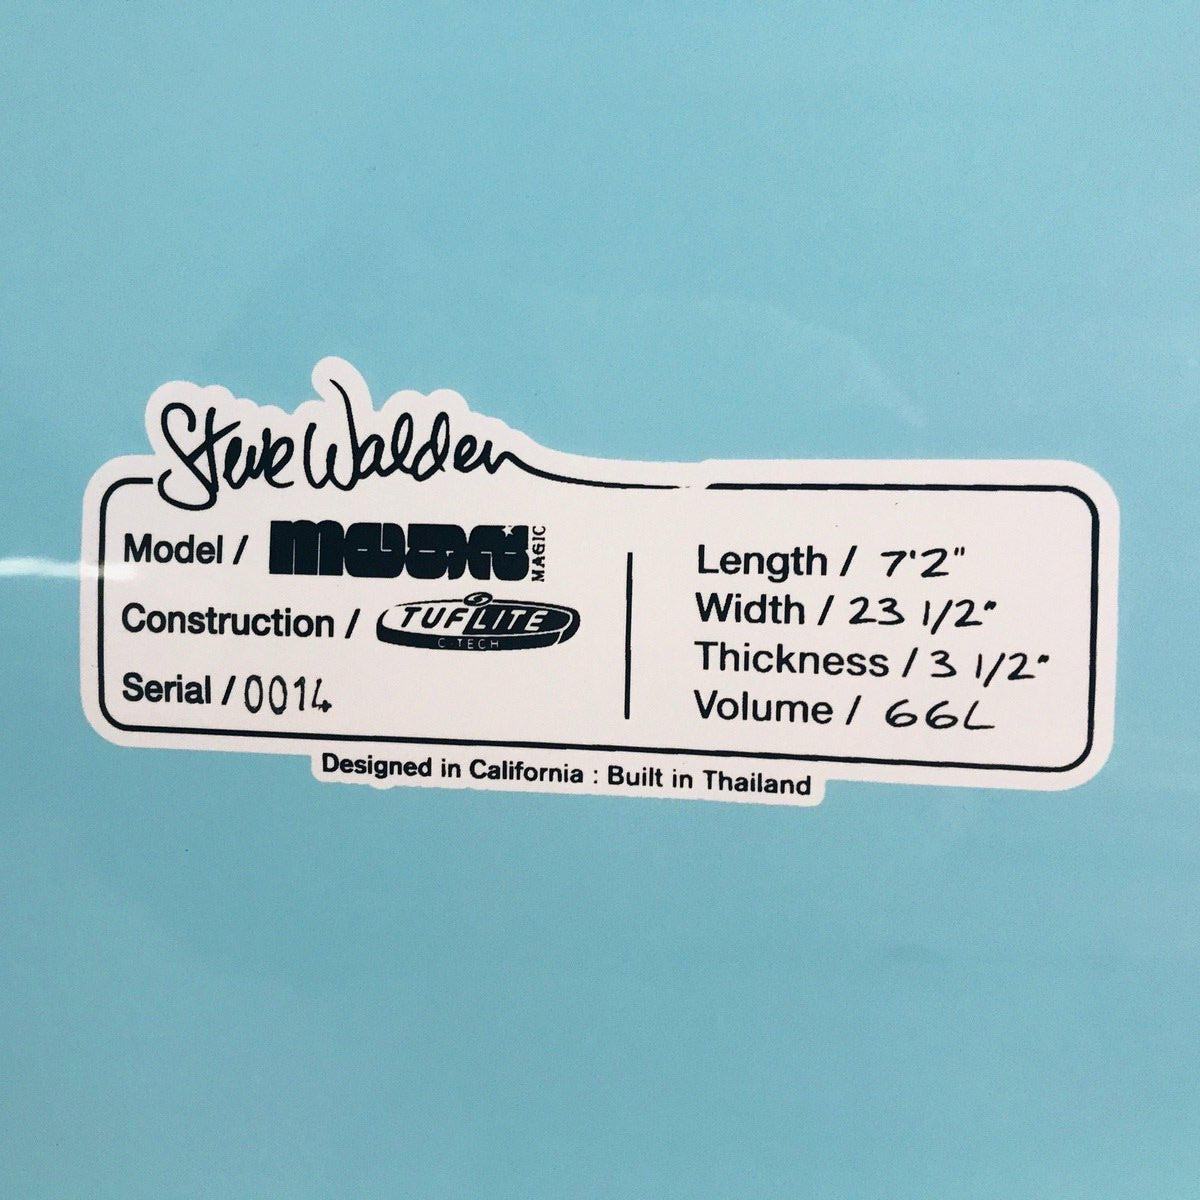 Steve Walden
Model / mega MAGIC
Construction / TUFLITE
C-TECH
Serial / 0014
Length / 7'2"
Width / 23 1/2"
Thickness / 3 1/2"
Volume / 66L
Designed in California : Built in Thailand